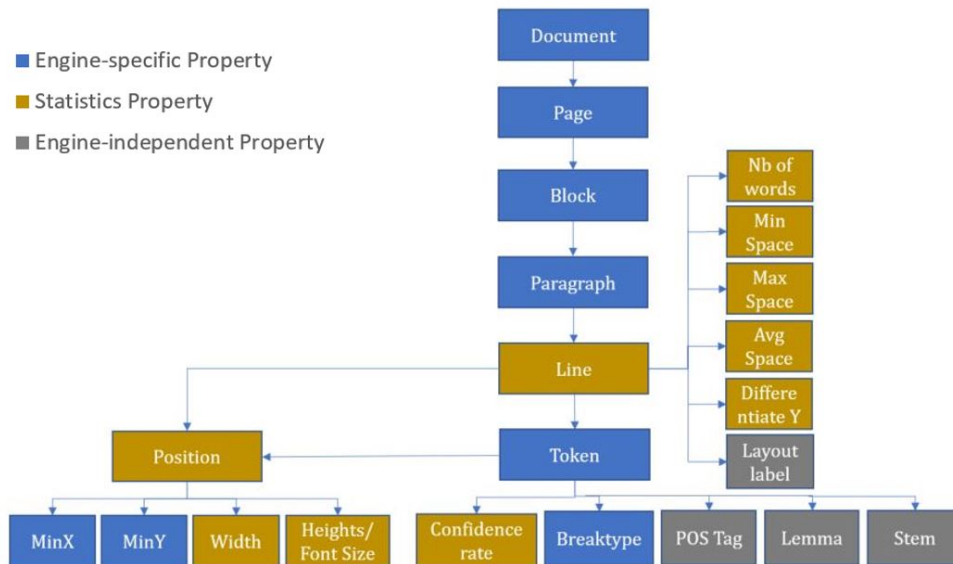 Document
Engine-specific Property
Statistics Property
Page
Engine-independent Property
Nb of
words
Block
Min
Space
Max
Space
Paragraph
Avg
Space
Line
Differe
ntiate Y
Position
Token
Layout
label
MinX
MinY
Width
Heights/
Font Size
Confidence
rate
Breaktype
POS Tag
Lemma
Stem